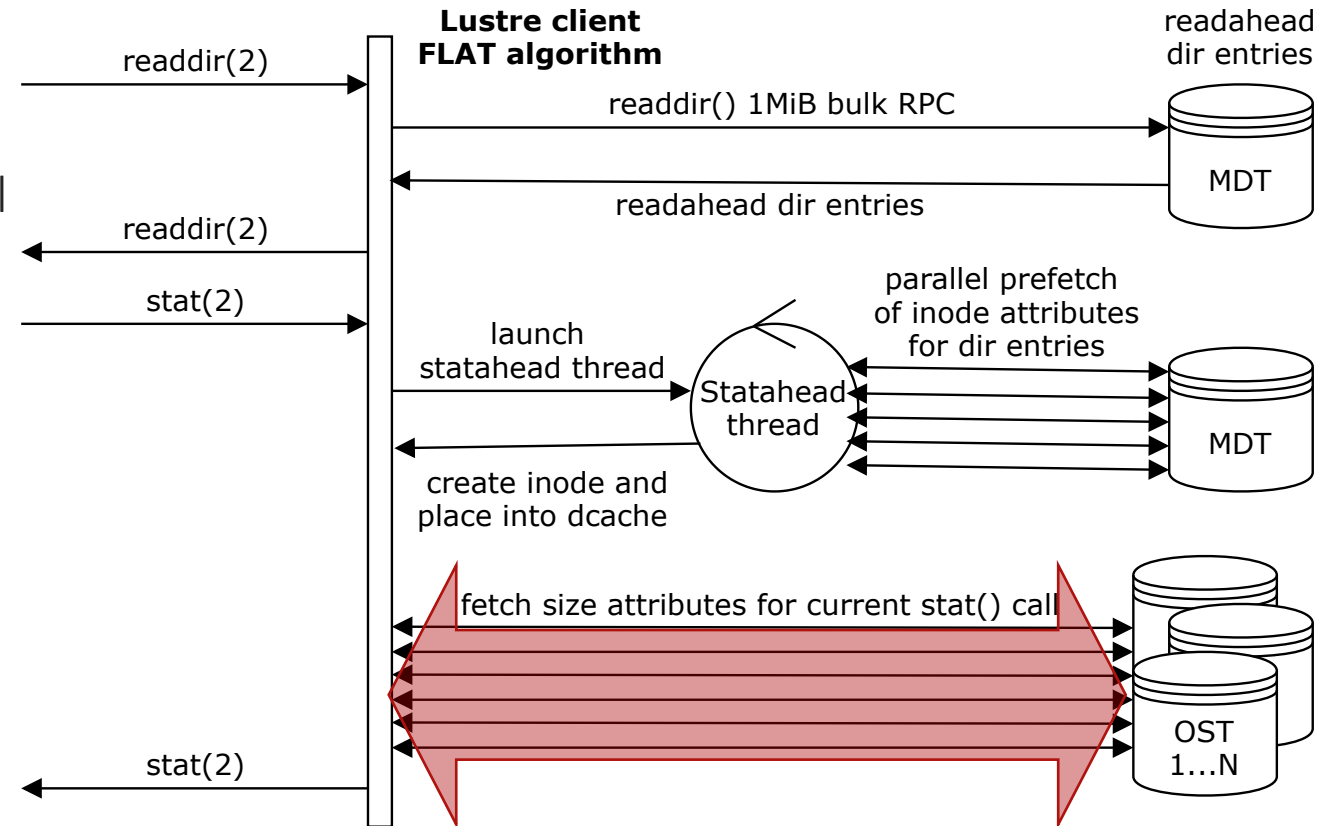 Lustre client
FLAT algorithm
readahead
dir entries
readdir(2)
readdir() 1MiB bulk RPC
MDT
readahead dir entries
readdir(2)
stat(2)
launch
statahead thread
Statahead
thread
parallel prefetch
of inode attributes
for dir entries
MDT
create inode and
place into dcache
fetch size attributes for current stat() call
OST
1...N
stat(2)